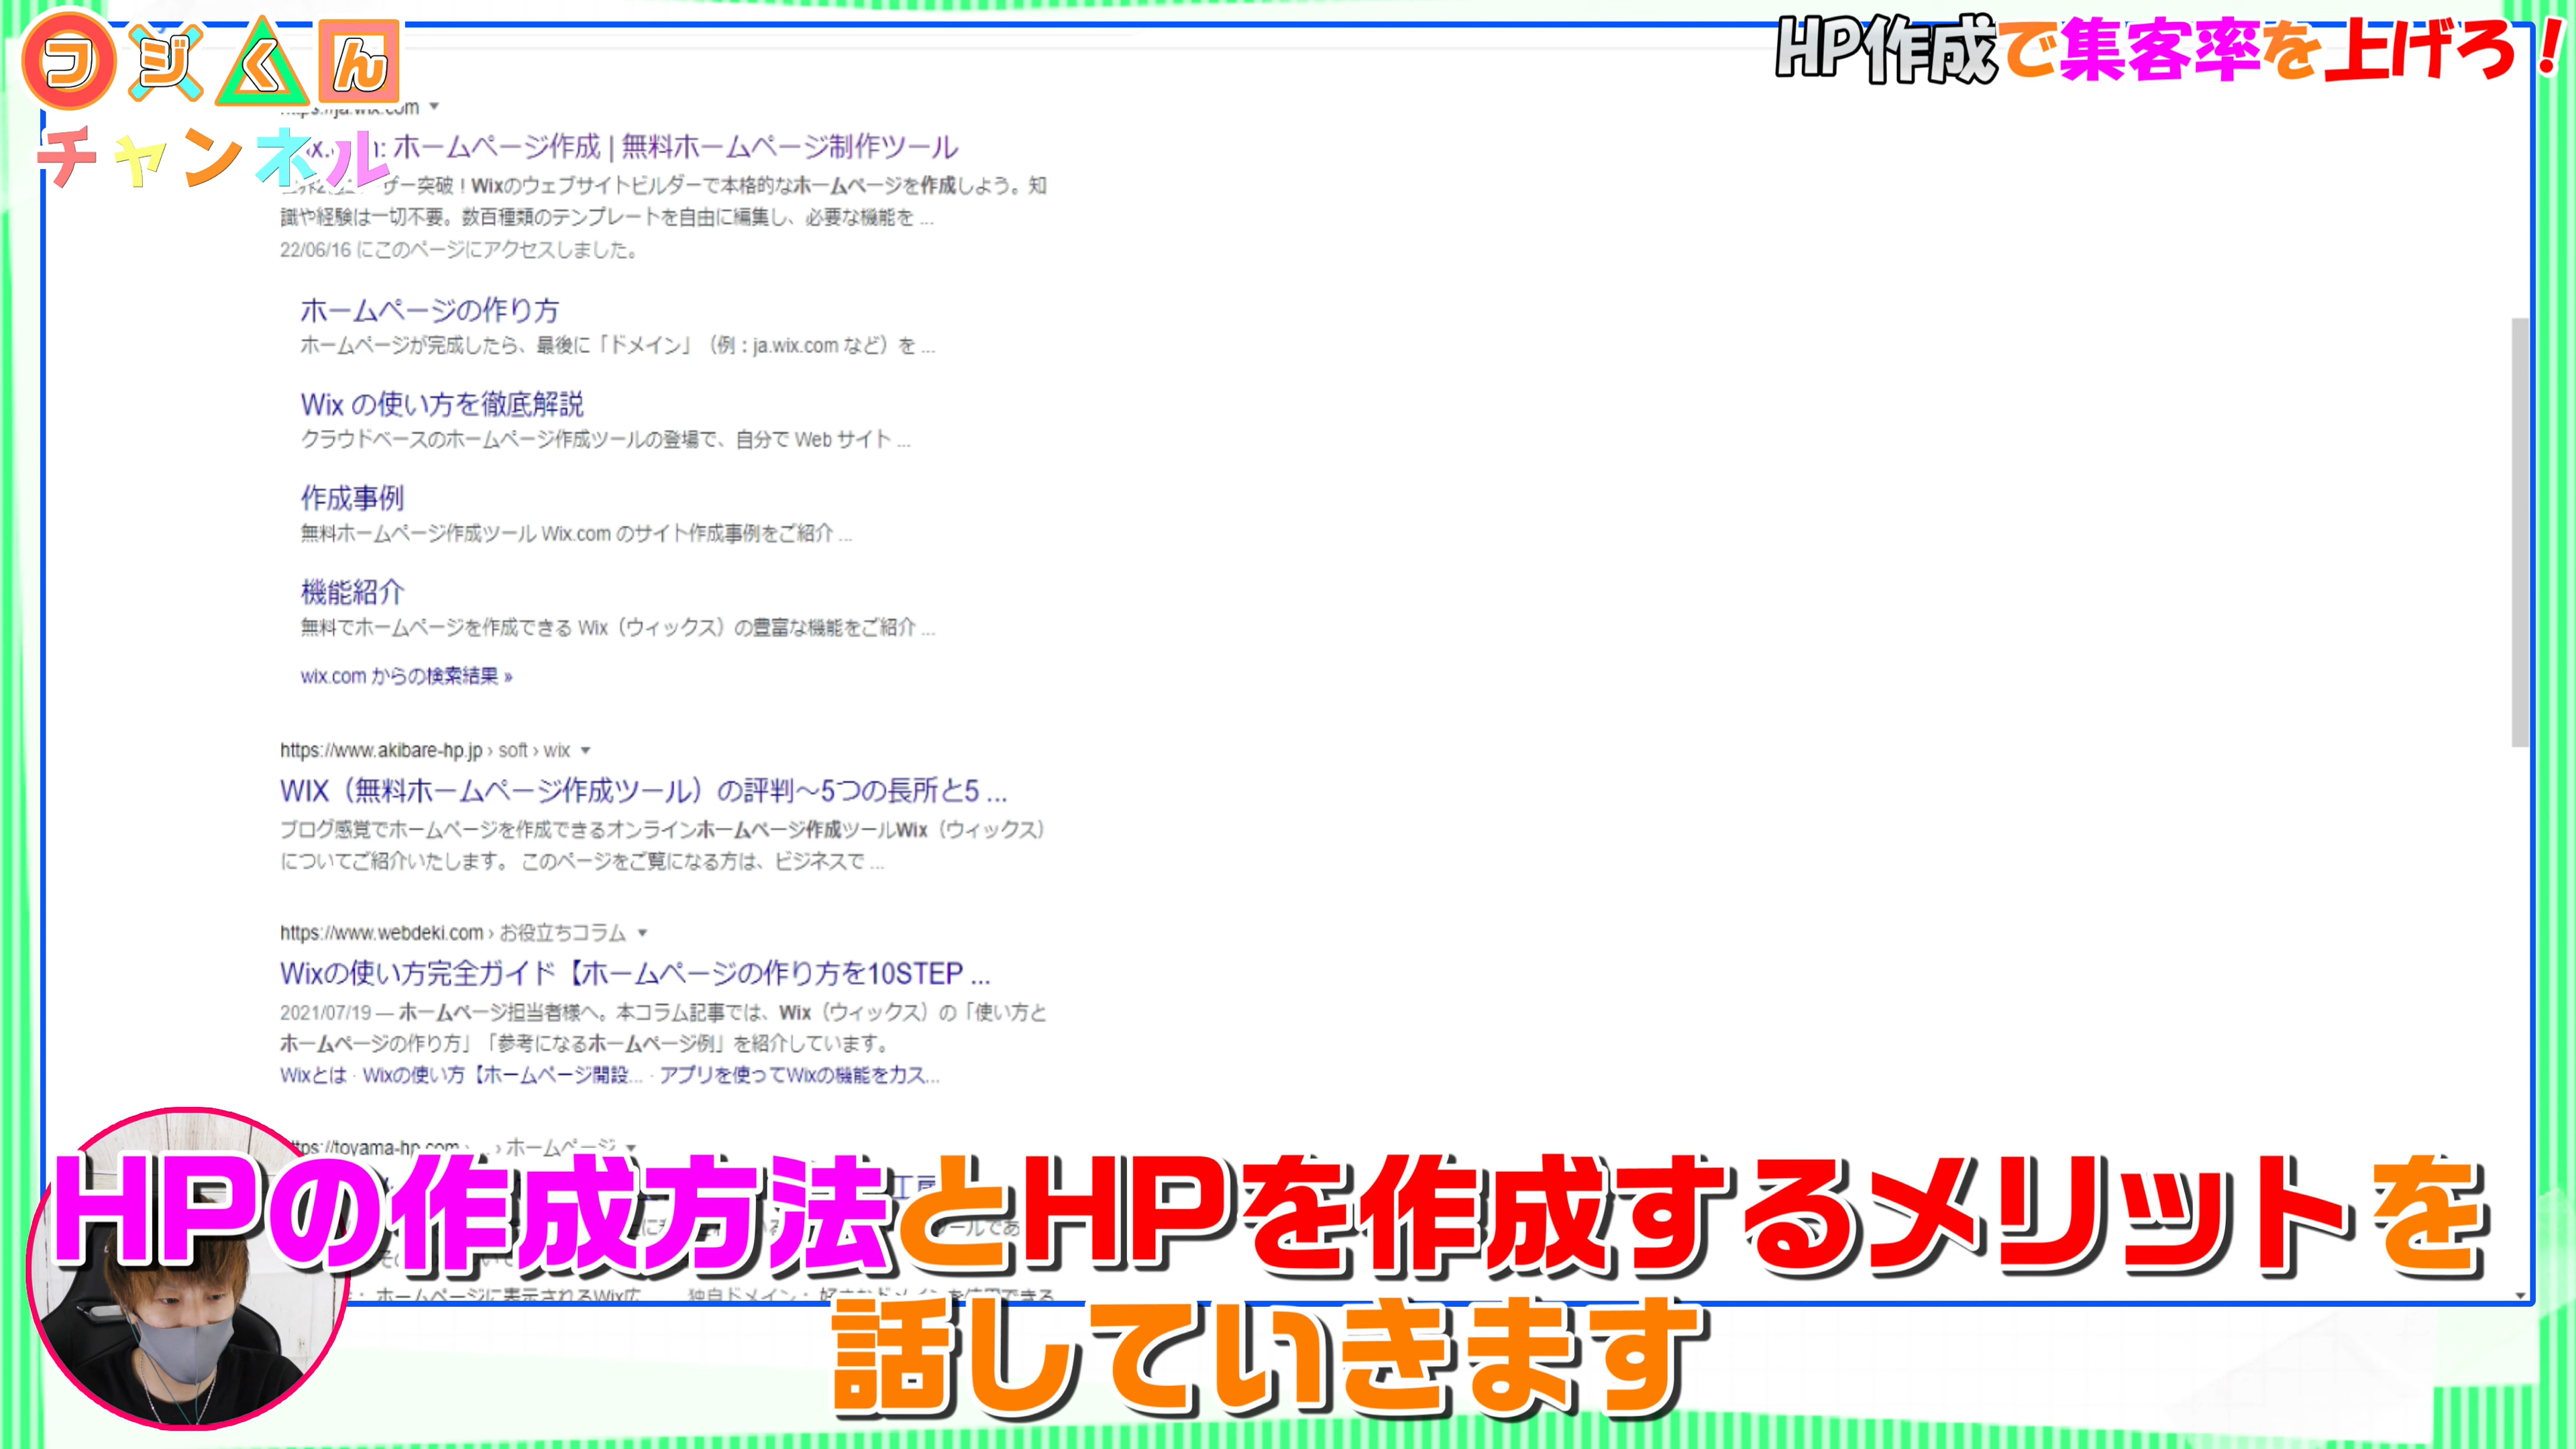 フジくん
チャンネル
HP作成で集客率を上げろ！
ホームページ作成 | 無料ホームページ制作ツール
ザー突破！Wixのウェブサイトビルダーで本格的なホームページを作成しよう。知
識や経験は一切不要。数百種類のテンプレートを自由に編集し、必要な機能を ...
22/06/16 にこのページにアクセスしました。
ホームページの作り方
ホームページが完成したら、最後に「ドメイン」（例：ja.wix.com など）を ...
Wix の使い方を徹底解説
クラウドベースのホームページ作成ツールの登場で、自分で Web サイト ...
作成事例
無料ホームページ作成ツール Wix.com のサイト作成事例をご紹介 ...
機能紹介
無料でホームページを作成できる Wix（ウィックス）の豊富な機能をご紹介 ...
wix.com からの検索結果 »
https://www.akibare-hp.jp › soft › wix
WIX（無料ホームページ作成ツール）の評判～5つの長所と5 ...
ブログ感覚でホームページを作成できるオンラインホームページ作成ツールWix（ウィックス）
についてご紹介いたします。 このページをご覧になる方は、ビジネスで ...
https://www.webdeki.com › お役立ちコラム
Wixの使い方完全ガイド【ホームページの作り方を10STEP ...
2021/07/19 — ホームページ担当者様へ。本コラム記事では、Wix（ウィックス）の「使い方と
ホームページの作り方」「参考になるホームページ例」を紹介しています。
Wixとは · Wixの使い方【ホームページ開設... · アプリを使ってWixの機能をカス...
› ホームページ
HPの作成方法とHPを作成するメリットを
話していきます